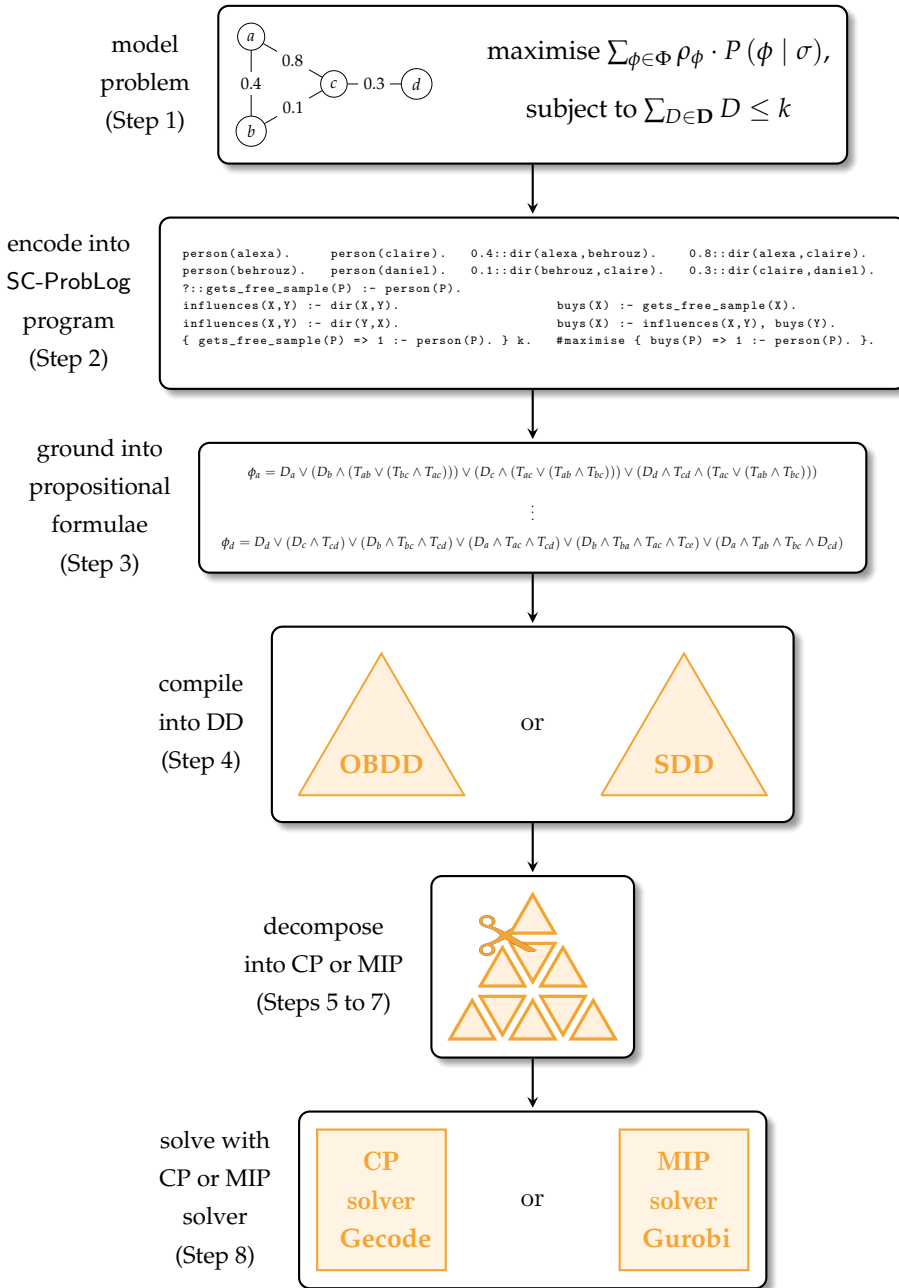 model
problem
(Step 1)
a
0.8
0.4
c
0.3
d
0.1
b
maximise ∑_{ϕ∈Φ} ρ_ϕ · P (ϕ | σ),
subject to ∑_{D∈D} D ≤ k
encode into
SC-ProbLog
program
(Step 2)
person(alexa). person(claire). 0.4::dir(alexa,behrouz). 0.8::dir(alexa,claire).
person(behrouz). person(daniel). 0.1::dir(behrouz,claire). 0.3::dir(claire,daniel).
?::gets_free_sample(P) :- person(P).
influences(X,Y) :- dir(X,Y). buys(X) :- gets_free_sample(X).
influences(X,Y) :- dir(Y,X). buys(X) :- influences(X,Y), buys(Y).
{ gets_free_sample(P) => 1 :- person(P). } k. #maximise { buys(P) => 1 :- person(P). }.
ground into
propositional
formulae
(Step 3)
ϕ_a = D_a ∨ (D_b ∧ (T_ab ∨ (T_bc ∧ T_ac))) ∨ (D_c ∧ (T_ac ∨ (T_ab ∧ T_bc))) ∨ (D_d ∧ T_cd ∧ (T_ac ∨ (T_ab ∧ T_bc)))
⋮
ϕ_d = D_d ∨ (D_c ∧ T_cd) ∨ (D_b ∧ T_bc ∧ T_cd) ∨ (D_a ∧ T_ac ∧ T_cd) ∨ (D_b ∧ T_ba ∧ T_ac ∧ T_ce) ∨ (D_a ∧ T_ab ∧ T_bc ∧ D_cd)
compile
into DD
(Step 4)
OBDD
or
SDD
decompose
into CP or MIP
(Steps 5 to 7)
solve with
CP or MIP
solver
(Step 8)
CP
solver
Gecode
or
MIP
solver
Gurobi